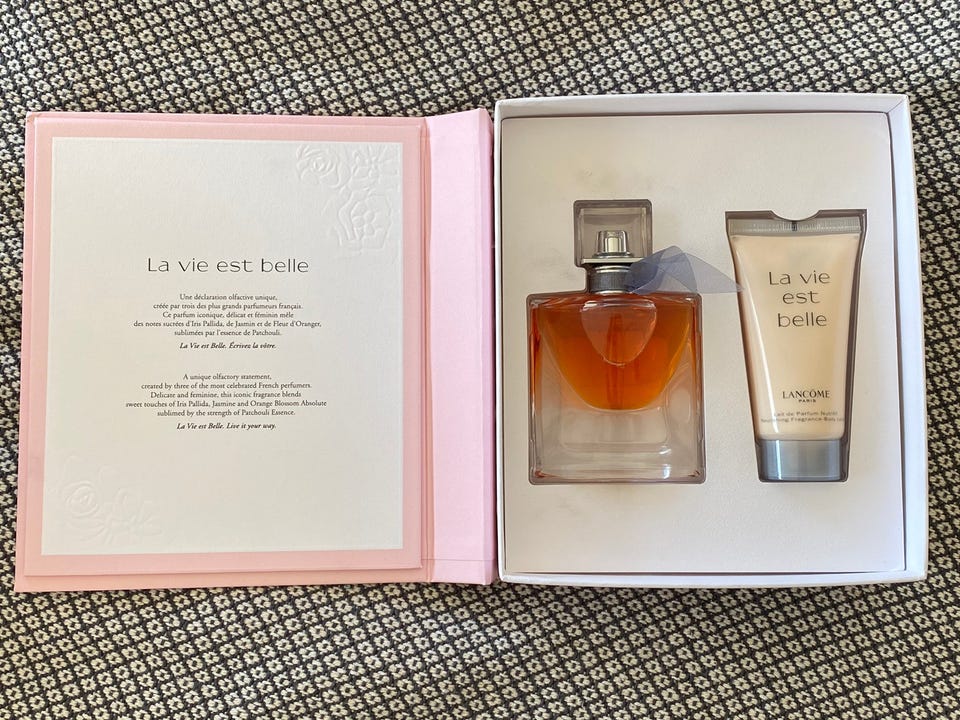 La vie est belle
Une déclaration olfactive unique,
créée par trois des plus grands parfumeurs français.
Ce parfum iconique, délicat et féminin mêle
des notes sucrées d'Iris Pallida, de Jasmin et de Fleur d'Oranger,
sublimées par l'essence de Patchouli.
La Vie est Belle. Écrivez la vôtre.
A unique olfactory statement,
created by three of the most celebrated French perfumers.
Delicate and feminine, this iconic fragrance blends
sweet touches of Iris Pallida, Jasmine and Orange Blossom Absolute
sublimed by the strength of Patchouli Essence.
La Vie est Belle. Live it your way.
La vie
est
belle
LANCÔME
PARIS
Lait de Parfum
Nourishing Fragrance-Body